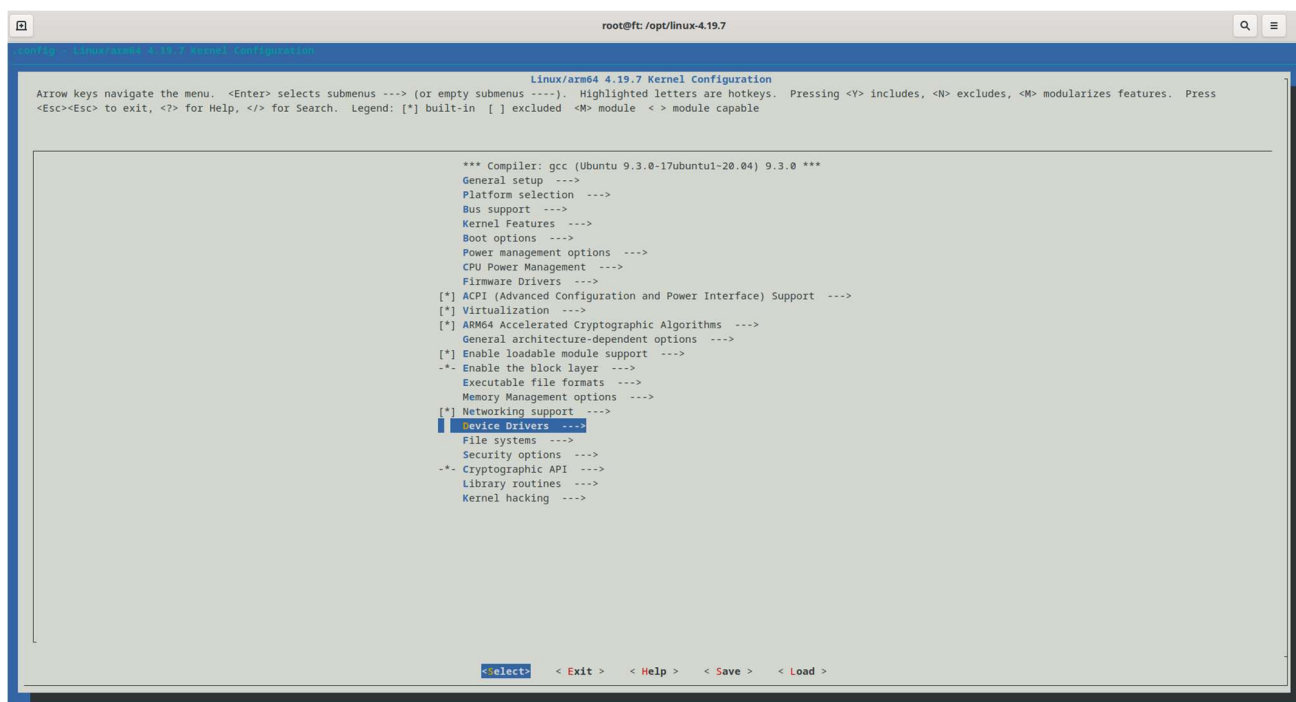 root@ft: /opt/linux-4.19.7
.config - Linux/arm64 4.19.7 Kernel Configuration
Linux/arm64 4.19.7 Kernel Configuration
Arrow keys navigate the menu. <Enter> selects submenus ---> (or empty submenus ----). Highlighted letters are hotkeys. Pressing <Y> includes, <N> excludes, <M> modularizes features. Press
<Esc><Esc> to exit, <?> for Help, </> for Search. Legend: [*] built-in [ ] excluded <M> module < > module capable
*** Compiler: gcc (Ubuntu 9.3.0-17ubuntu1~20.04) 9.3.0 ***
General setup --->
Platform selection --->
Bus support --->
Kernel Features --->
Boot options --->
Power management options --->
CPU Power Management --->
Firmware Drivers --->
[*] ACPI (Advanced Configuration and Power Interface) Support --->
[*] Virtualization --->
[*] ARM64 Accelerated Cryptographic Algorithms --->
General architecture-dependent options --->
[*] Enable loadable module support --->
-*- Enable the block layer --->
Executable file formats --->
Memory Management options --->
[*] Networking support --->
Device Drivers --->
File systems --->
Security options --->
-*- Cryptographic API --->
Library routines --->
Kernel hacking --->
<Select> < Exit > < Help > < Save > < Load >